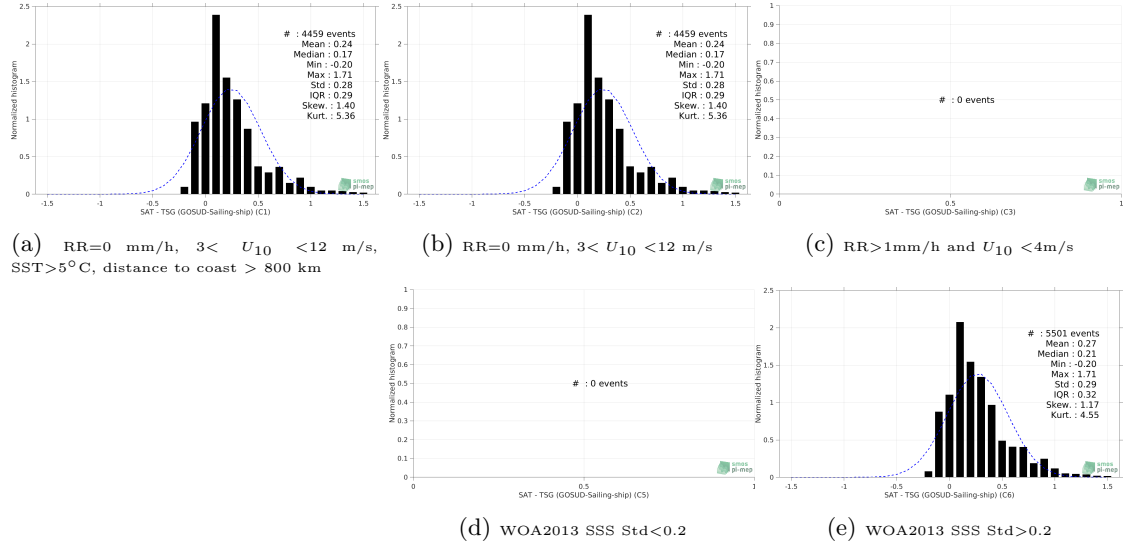 2.5
2
1.5
1
0.5
0
Normalized histogram
# : 4459 events
Mean : 0.24
Median : 0.17
Min : -0.20
Max : 1.71
Std : 0.28
IQR : 0.29
Skew. : 1.40
Kurt. : 5.36
smos
pi-mep
-1.5 -1 -0.5 0 0.5 1 1.5
SAT - TSG (GOSUD-Sailing-ship) (C1)
(a) RR=0 mm/h, 3< U10 <12 m/s,
SST>5°C, distance to coast > 800 km
2.5
2
1.5
1
0.5
0
Normalized histogram
# : 4459 events
Mean : 0.24
Median : 0.17
Min : -0.20
Max : 1.71
Std : 0.28
IQR : 0.29
Skew. : 1.40
Kurt. : 5.36
smos
pi-mep
-1.5 -1 -0.5 0 0.5 1 1.5
SAT - TSG (GOSUD-Sailing-ship) (C2)
(b) RR=0 mm/h, 3< U10 <12 m/s
1
0.9
0.8
0.7
0.6
0.5
0.4
0.3
0.2
0.1
0
Normalized histogram
# : 0 events
smos
pi-mep
0 0.5 1
SAT - TSG (GOSUD-Sailing-ship) (C3)
(c) RR>1mm/h and U10 <4m/s
1
0.9
0.8
0.7
0.6
0.5
0.4
0.3
0.2
0.1
0
Normalized histogram
# : 0 events
smos
pi-mep
0 0.5 1
SAT - TSG (GOSUD-Sailing-ship) (C5)
(d) WOA2013 SSS Std<0.2
2.5
2
1.5
1
0.5
0
Normalized histogram
# : 5501 events
Mean : 0.27
Median : 0.21
Min : -0.20
Max : 1.71
Std : 0.29
IQR : 0.32
Skew. : 1.17
Kurt. : 4.55
smos
pi-mep
-1.5 -1 -0.5 0 0.5 1 1.5
SAT - TSG (GOSUD-Sailing-ship) (C6)
(e) WOA2013 SSS Std>0.2